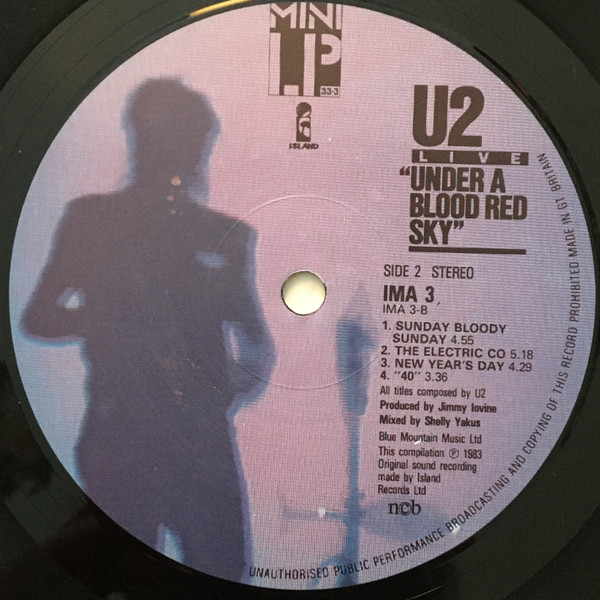 MINI
LP
33⅓
ISLAND
U2
LIVE
"UNDER A
BLOOD RED
SKY"
SIDE 2 STEREO
IMA 3
IMA 3-B
1. SUNDAY BLOODY
SUNDAY 4.55
2. THE ELECTRIC CO 5.18
3. NEW YEAR'S DAY 4.29
4. "40" 3.36
All titles composed by U2
Produced by Jimmy Iovine
Mixed by Shelly Yakus
Blue Mountain Music Ltd
This compilation ℗ 1983
Original sound recording
made by Island
Records Ltd
ncb
UNAUTHORISED PUBLIC PERFORMANCE BROADCASTING AND COPYING OF THIS RECORD PROHIBITED MADE IN GT BRITAIN